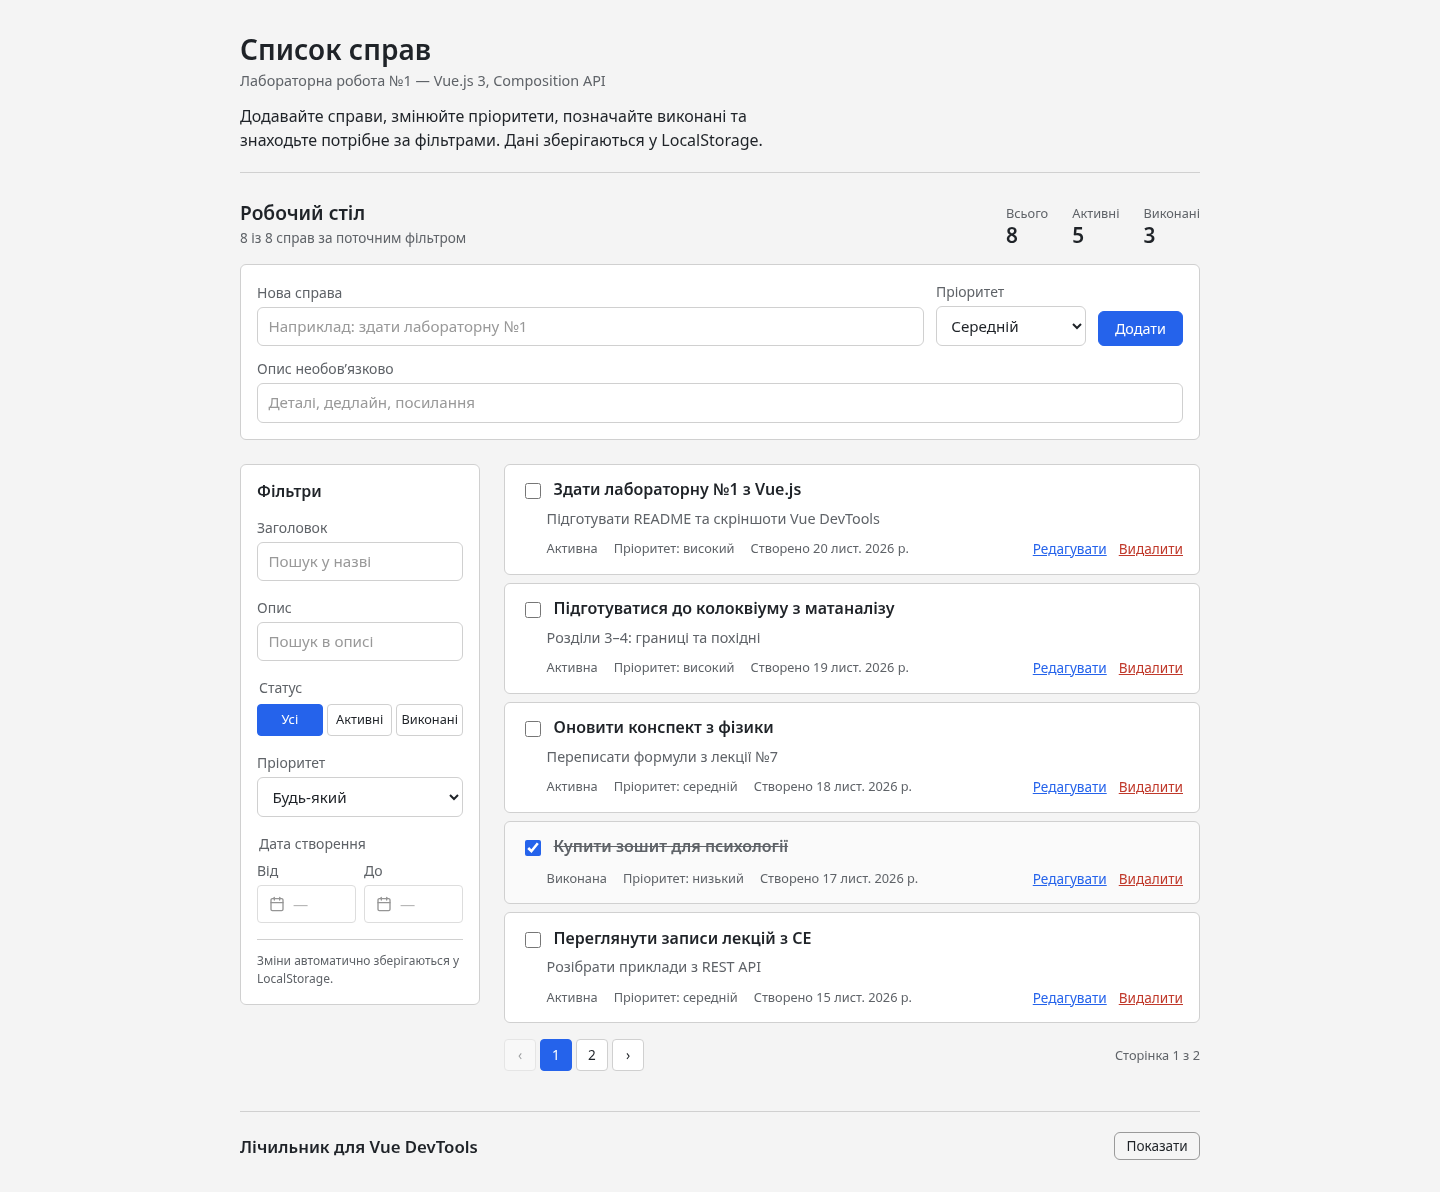 Список справ
Лабораторна робота №1 — Vue.js 3, Composition API
Додавайте справи, змінюйте пріоритети, позначайте виконані та
знаходьте потрібне за фільтрами. Дані зберігаються у LocalStorage.
Робочий стіл
8 із 8 справ за поточним фільтром
Всього Активні Виконані
8 5 3
Нова справа Пріоритет
Наприклад: здати лабораторну №1 Середній Додати
Опис необов’язково
Деталі, дедлайн, посилання
Фільтри
Заголовок
Пошук у назві
Опис
Пошук в описі
Статус
Усі Активні Виконані
Пріоритет
Будь-який
Дата створення
Від До
— —
Зміни автоматично зберігаються у
LocalStorage.
Здати лабораторну №1 з Vue.js
Підготувати README та скріншоти Vue DevTools
Активна Пріоритет: високий Створено 20 лист. 2026 р. Редагувати Видалити
Підготуватися до колоквіуму з матаналізу
Розділи 3–4: границі та похідні
Активна Пріоритет: високий Створено 19 лист. 2026 р. Редагувати Видалити
Оновити конспект з фізики
Переписати формули з лекції №7
Активна Пріоритет: середній Створено 18 лист. 2026 р. Редагувати Видалити
Купити зошит для психології
Виконана Пріоритет: низький Створено 17 лист. 2026 р. Редагувати Видалити
Переглянути записи лекцій з СЕ
Розібрати приклади з REST API
Активна Пріоритет: середній Створено 15 лист. 2026 р. Редагувати Видалити
‹ 1 2 › Сторінка 1 з 2
Лічильник для Vue DevTools Показати